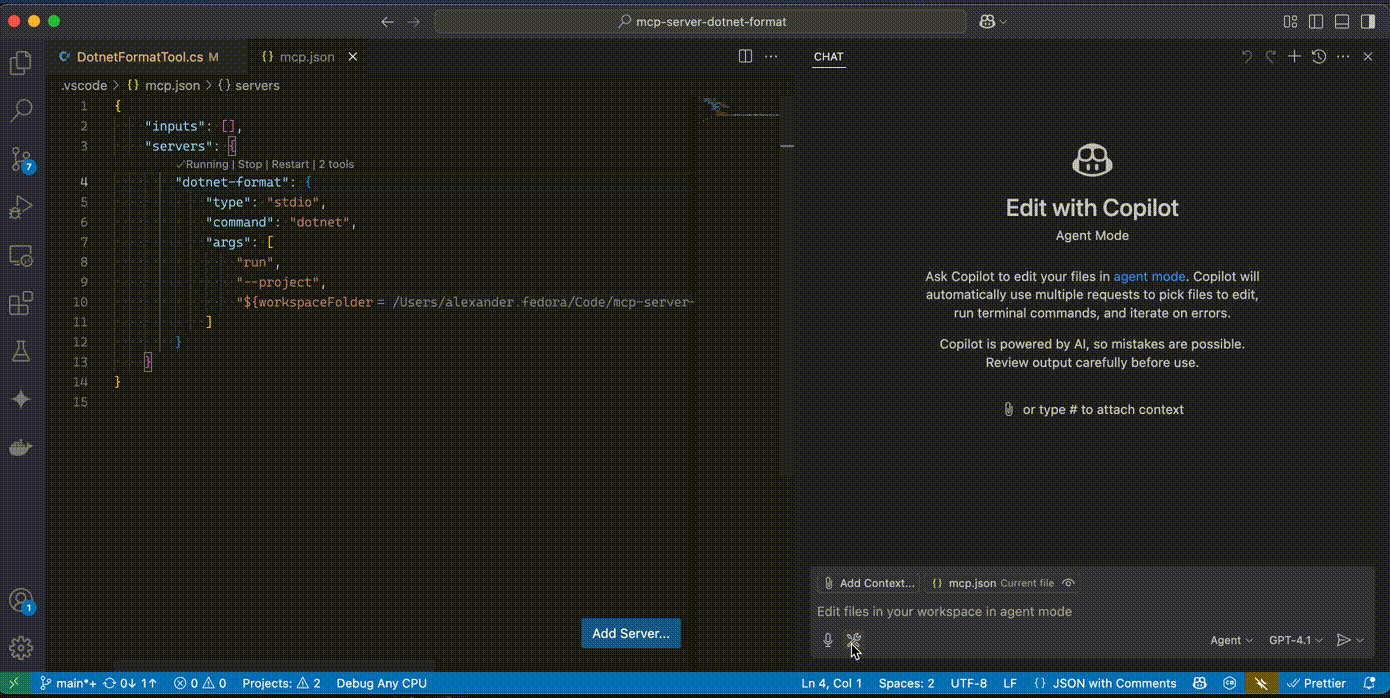 mcp-server-dotnet-format
DotnetFormatTool.cs M
{} mcp.json
.vscode > {} mcp.json > {} servers
1 {
2 "inputs": [],
3 "servers": {
✓Running | Stop | Restart | 2 tools
4 "dotnet-format": {
5 "type": "stdio",
6 "command": "dotnet",
7 "args": [
8 "run",
9 "--project",
10 "${workspaceFolder = /Users/alexander.fedora/Code/mcp-server-
11 ]
12 }
13 }
14 }
15
Add Server...
CHAT
Edit with Copilot
Agent Mode
Ask Copilot to edit your files in agent mode. Copilot will
automatically use multiple requests to pick files to edit,
run terminal commands, and iterate on errors.
Copilot is powered by AI, so mistakes are possible.
Review output carefully before use.
or type # to attach context
Add Context... {} mcp.json Current file
Edit files in your workspace in agent mode
Agent GPT-4.1
7
1
main*+ 0↓ 1↑ 0 0 Projects: 2 Debug Any CPU Ln 4, Col 1 Spaces: 2 UTF-8 LF {} JSON with Comments Prettier